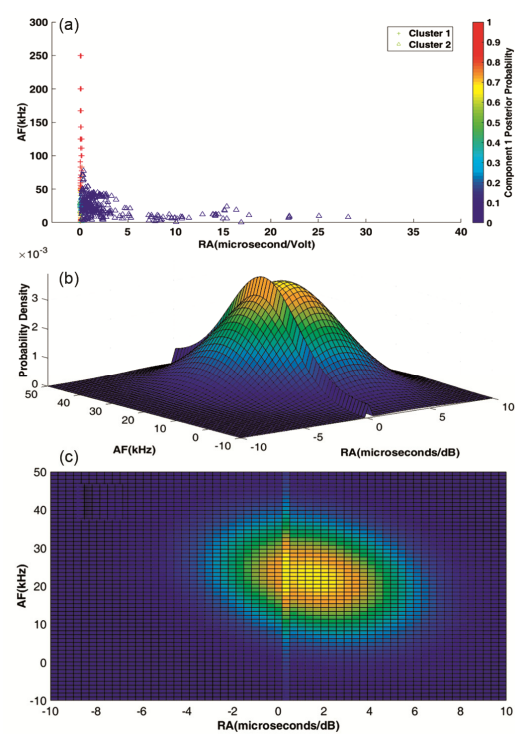 (a)
300
250
200
150
100
50
0
AF(kHz)
0 5 10 15 20 25 30 35 40
RA(microsecond/Volt)
Cluster 1
Cluster 2
1
0.9
0.8
0.7
0.6
0.5
0.4
0.3
0.2
0.1
0
Component 1 Posterior Probability
(b)
×10⁻³
3
2
1
0
Probability Density
50 40 30 20 10 0 -10
AF(kHz)
-10 -5 0 5 10
RA(microseconds/dB)
(c)
50
40
30
20
10
0
-10
AF(kHz)
-10 -8 -6 -4 -2 0 2 4 6 8 10
RA(microseconds/dB)